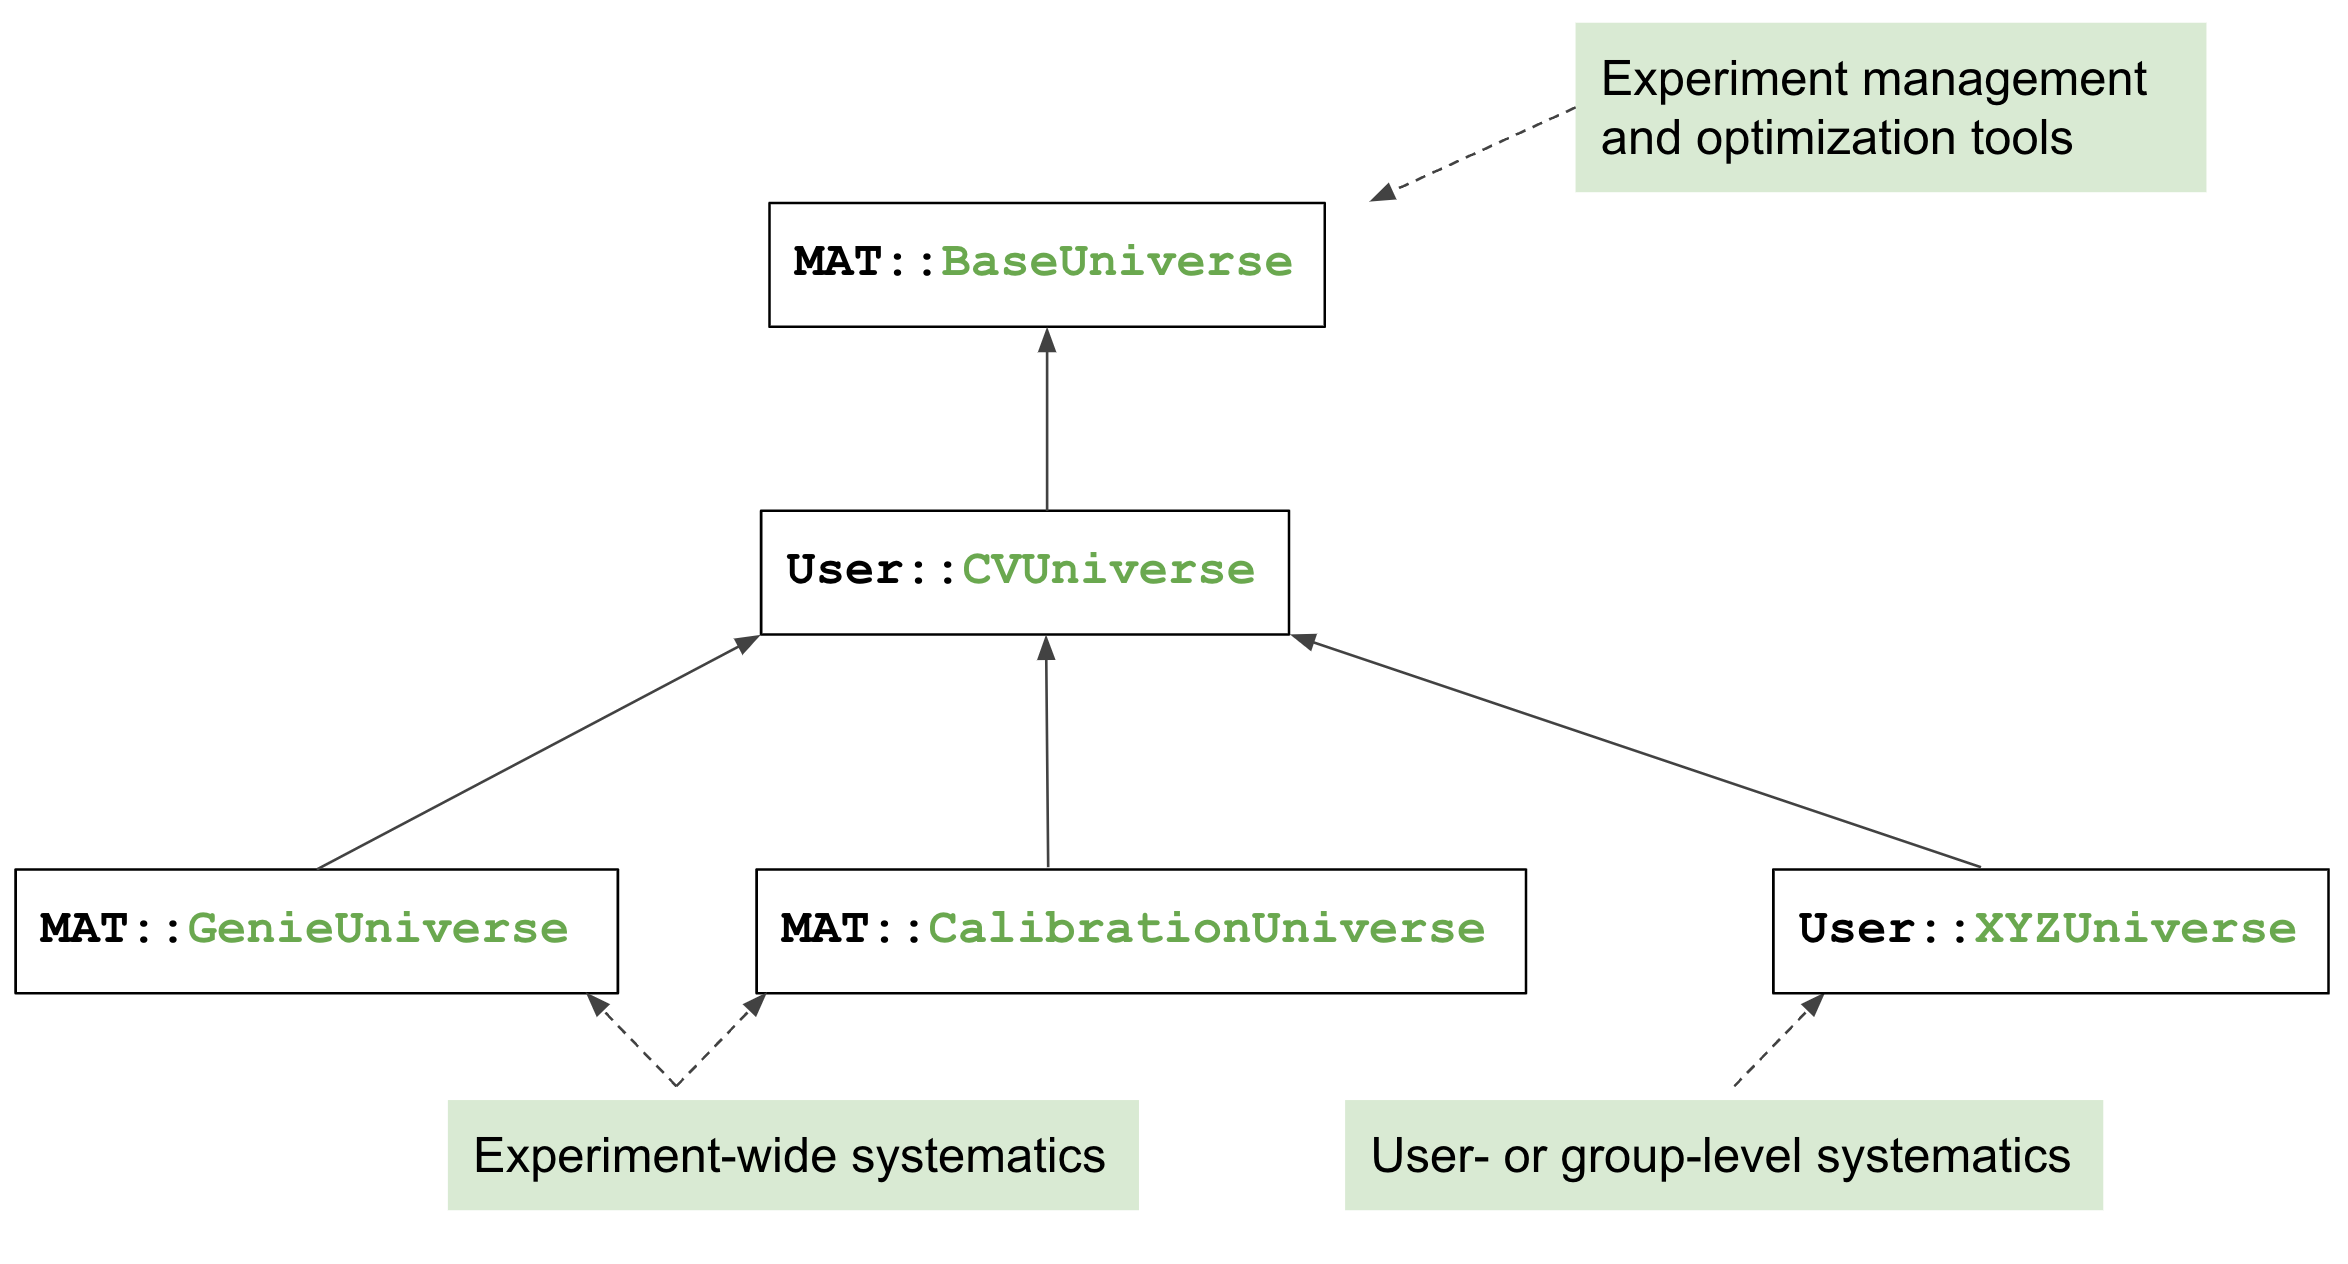 Experiment management
and optimization tools
MAT::BaseUniverse
User::CVUniverse
MAT::GenieUniverse
MAT::CalibrationUniverse
User::XYZUniverse
Experiment-wide systematics
User- or group-level systematics